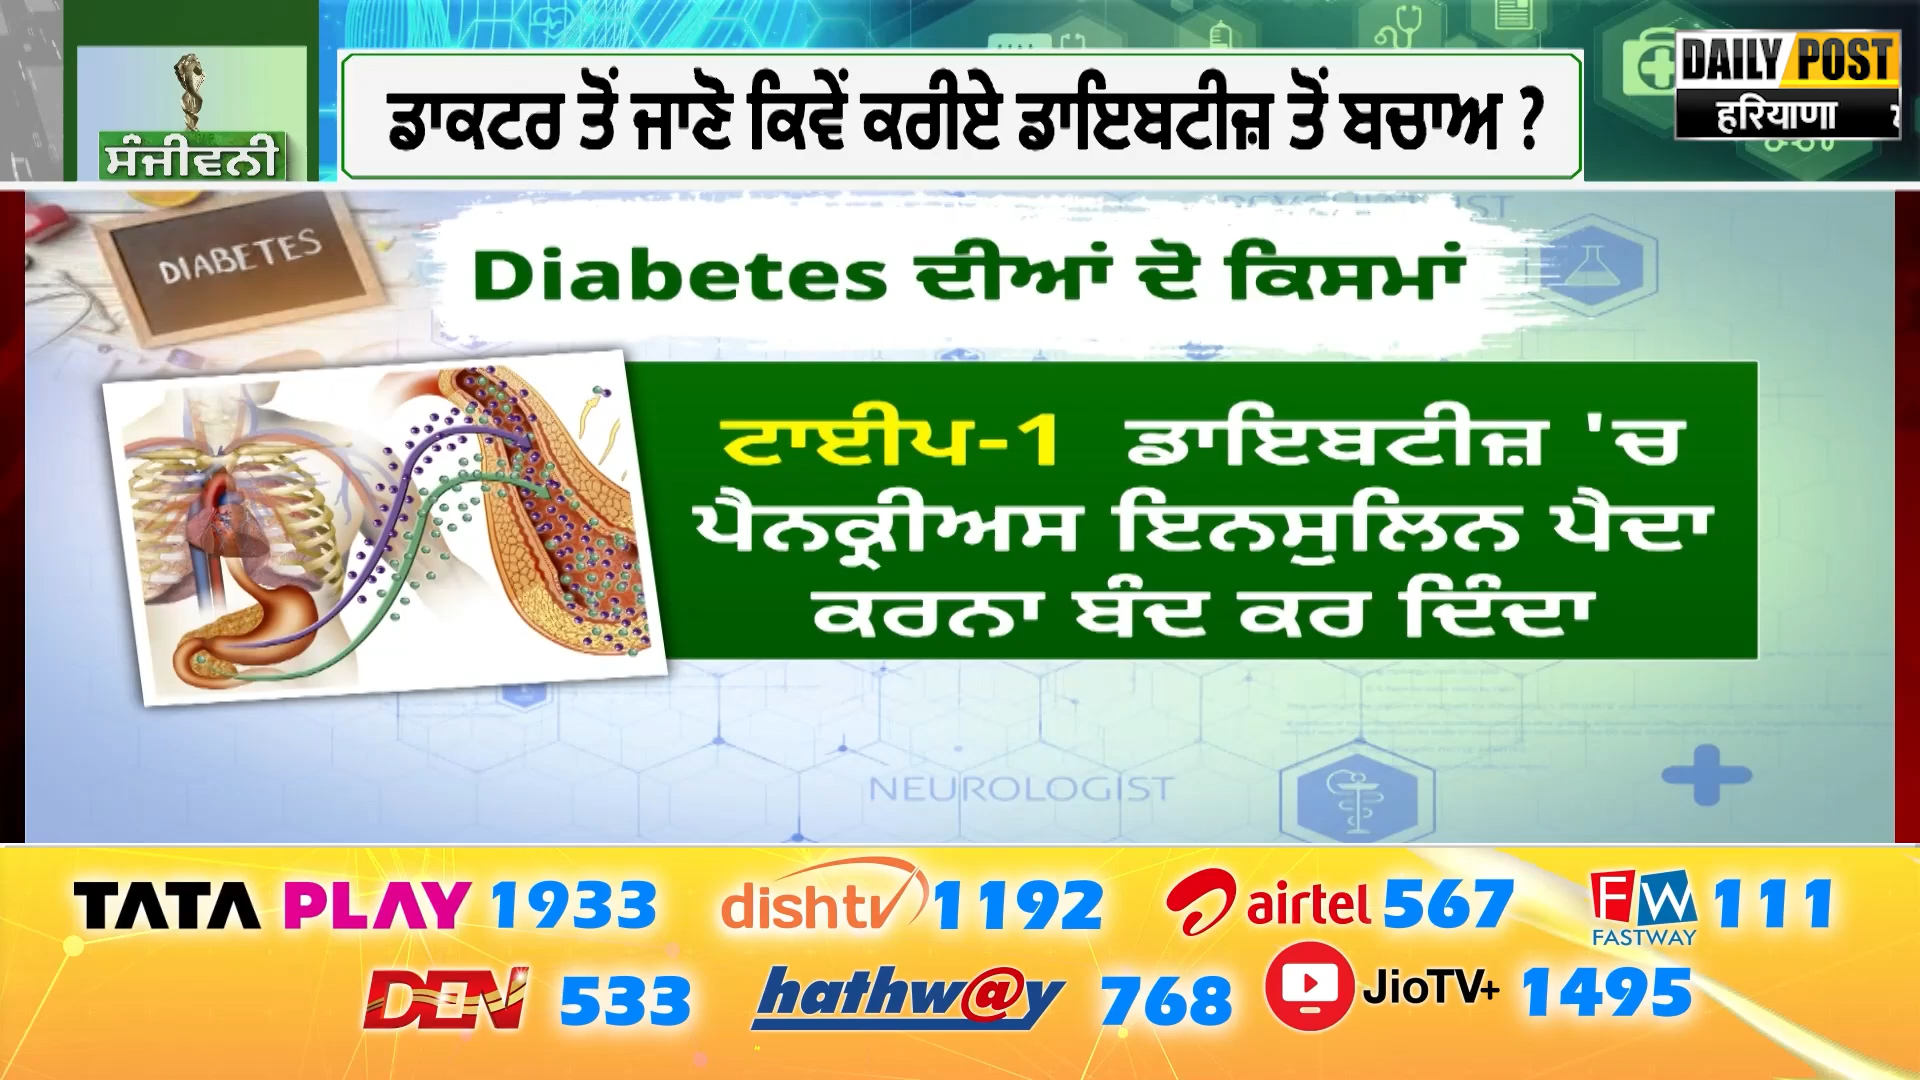 ਸੰਜੀਵਨੀ
ਡਾਕਟਰ ਤੋਂ ਜਾਣੋ ਕਿਵੇਂ ਕਰੀਏ ਡਾਇਬਟੀਜ਼ ਤੋਂ ਬਚਾਅ ?
DAILY POST
हरियाणा
DIABETES
Diabetes ਦੀਆਂ ਦੋ ਕਿਸਮਾਂ
ਟਾਈਪ-1 ਡਾਇਬਟੀਜ਼ 'ਚ
ਪੈਨਕ੍ਰੀਅਸ ਇਨਸੁਲਿਨ ਪੈਦਾ
ਕਰਨਾ ਬੰਦ ਕਰ ਦਿੰਦਾ
NEUROLOGIST
TATA PLAY 1933 dishtv 1192 airtel 567 FW FASTWAY 111
DEN 533 hathw@y 768 JioTV+ 1495